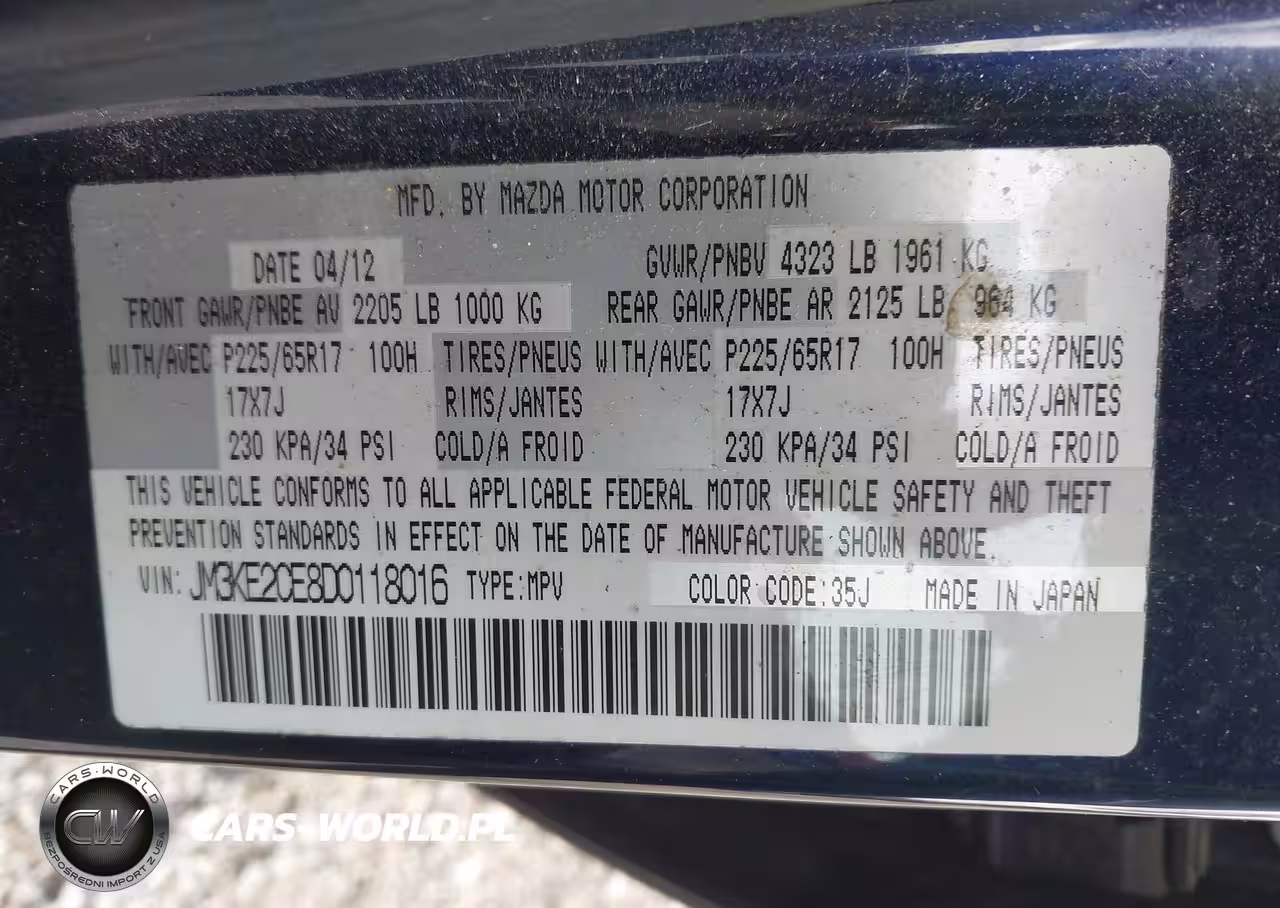 MFD. BY MAZDA MOTOR CORPORATION
DATE 04/12 GVWR/PNBV 4323 LB 1961 KG
FRONT GAWR/PNBE AV 2205 LB 1000 KG REAR GAWR/PNBE AR 2125 LB 964 KG
WITH/AVEC P225/65R17 100H TIRES/PNEUS WITH/AVEC P225/65R17 100H TIRES/PNEUS
17X7J RIMS/JANTES 17X7J RIMS/JANTES
230 KPA/34 PSI COLD/A FROID 230 KPA/34 PSI COLD/A FROID
THIS VEHICLE CONFORMS TO ALL APPLICABLE FEDERAL MOTOR VEHICLE SAFETY AND THEFT
PREVENTION STANDARDS IN EFFECT ON THE DATE OF MANUFACTURE SHOWN ABOVE.
VIN: JM3KE2CE8D0118016 TYPE:MPV COLOR CODE:35J MADE IN JAPAN
CARS-WORLD
CW
BEZPOŚREDNI IMPORT Z USA
CARS-WORLD.PL